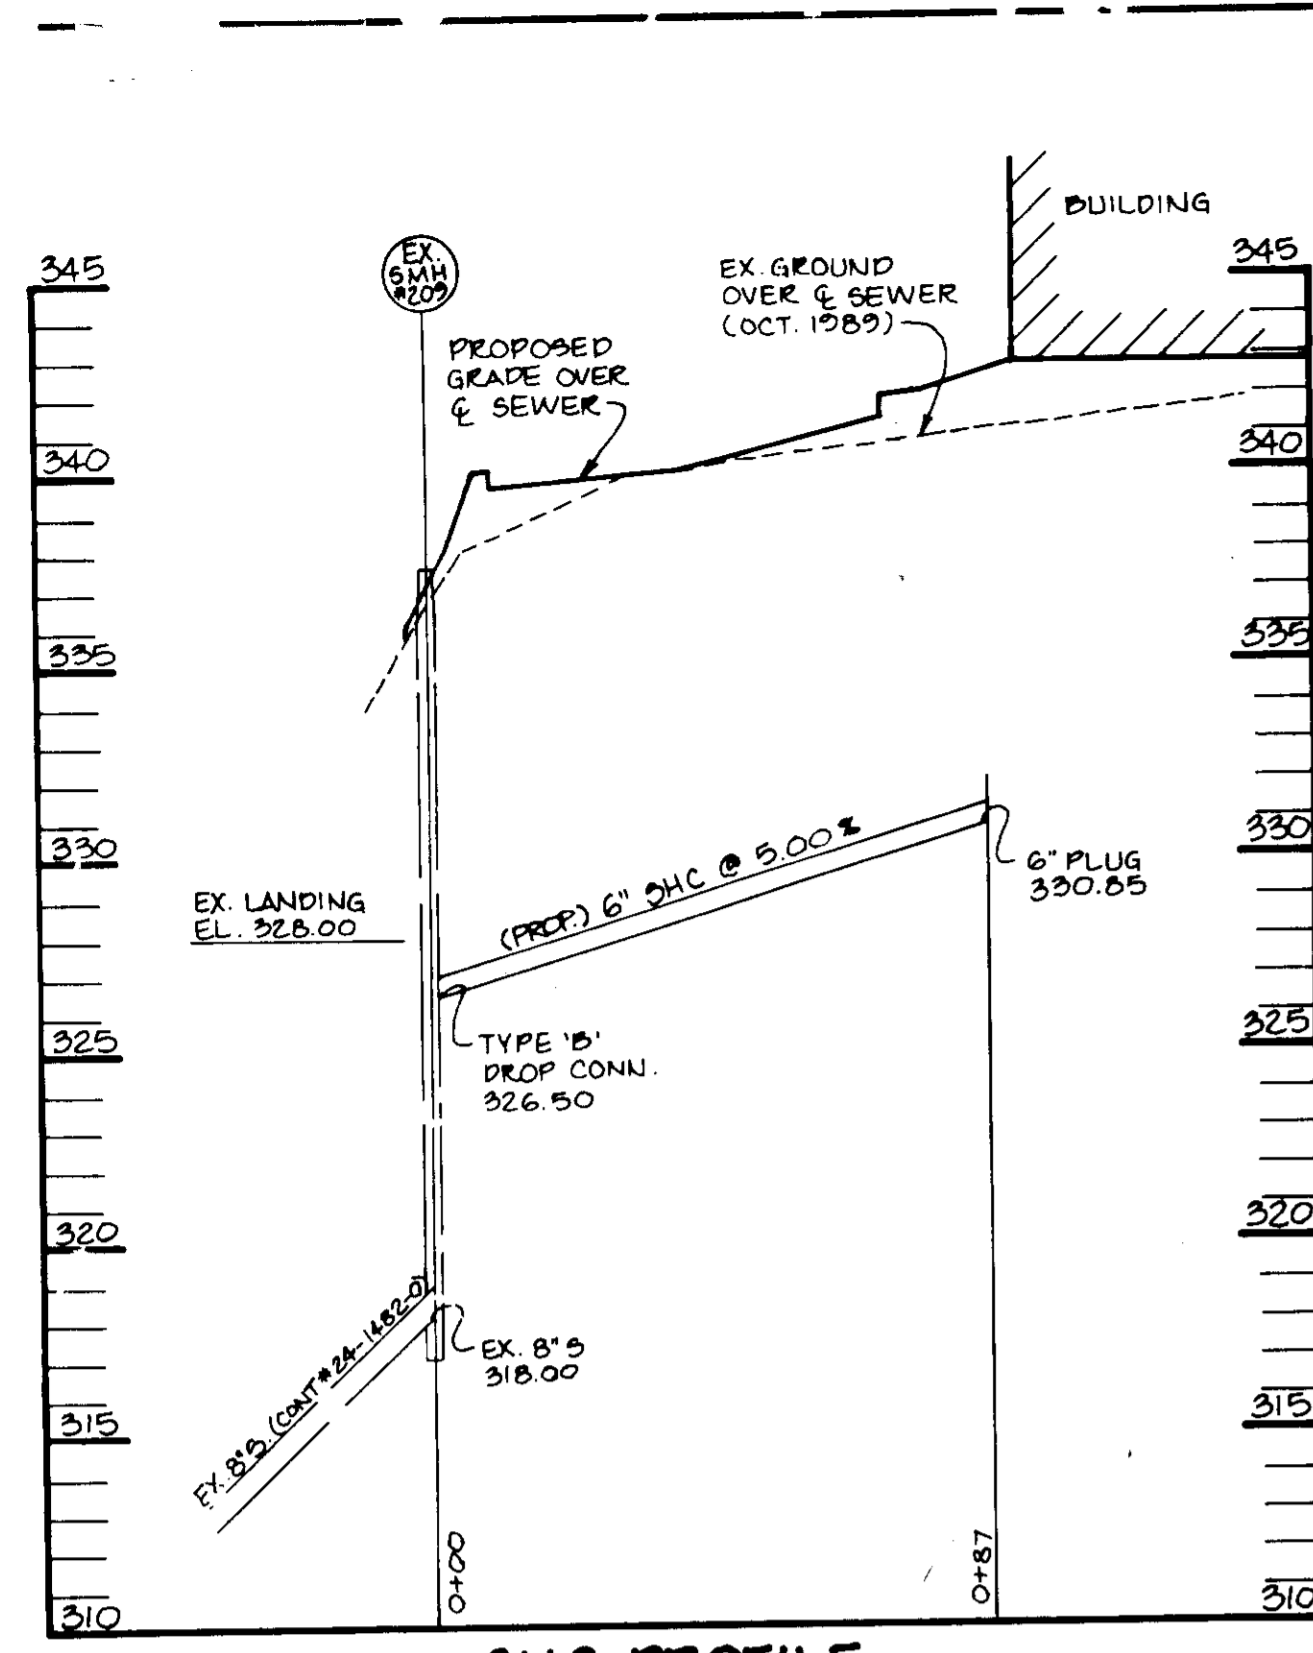 BUILDING
345
EX.
SMH
#209
EX. GROUND
OVER ℄ SEWER
(OCT. 1989)
345
PROPOSED
GRADE OVER
℄ SEWER
340
340
335
335
330
330
(PROP.) 6" SHC @ 5.00 %
6" PLUG
330.85
EX. LANDING
EL. 328.00
325
325
TYPE 'B'
DROP CONN.
326.50
320
320
EX. 8" S. (CONT # 24-1482-D)
EX. 8" S
318.00
315
315
0+00
0+87
310
310
PROFILE